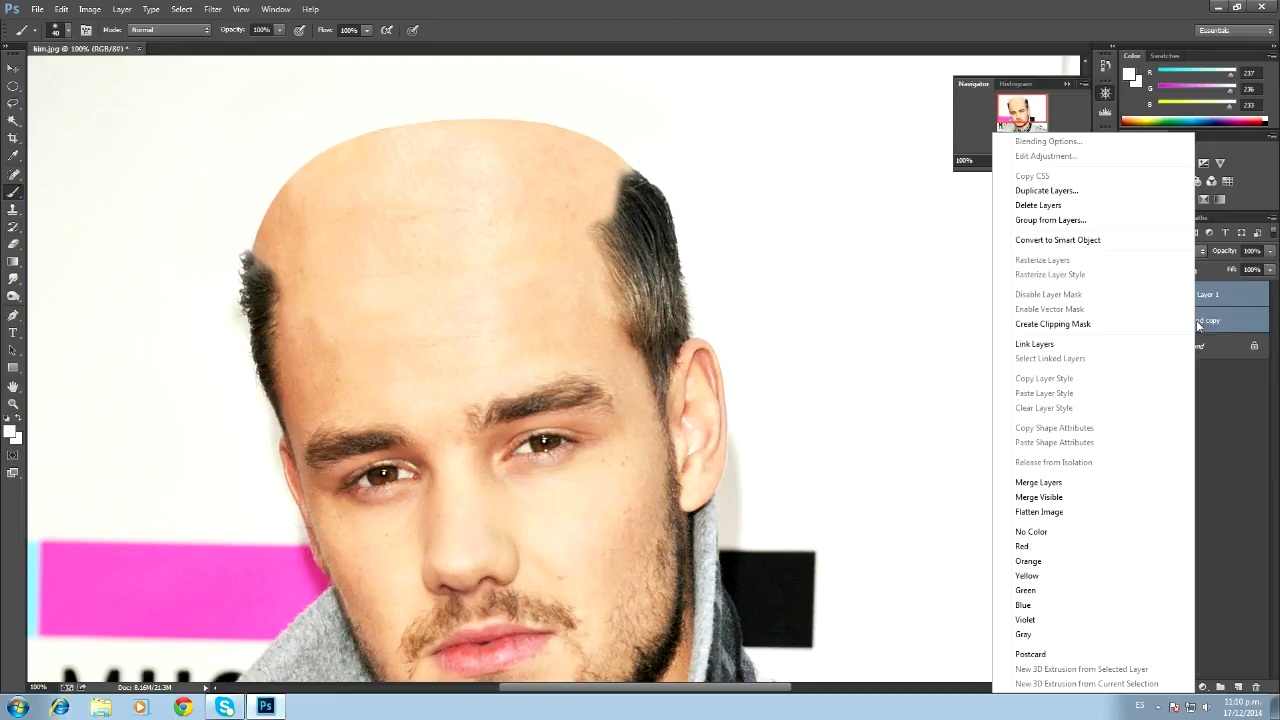 Ps File Edit Image Layer Type Select Filter View Window Help
40 Mode: Normal Opacity: 100% Flow: 100% Essentials
kim.jpg @ 100% (RGB/8#) * ×
Color Swatches
R 237
G 236
B 233
Navigator Histogram
100%
Blending Options...
Edit Adjustment...
Copy CSS
Duplicate Layers...
Delete Layers
Group from Layers...
Convert to Smart Object
Rasterize Layers
Rasterize Layer Style
Disable Layer Mask
Enable Vector Mask
Create Clipping Mask
Link Layers
Select Linked Layers
Copy Layer Style
Paste Layer Style
Clear Layer Style
Copy Shape Attributes
Paste Shape Attributes
Release from Isolation
Merge Layers
Merge Visible
Flatten Image
No Color
Red
Orange
Yellow
Green
Blue
Violet
Gray
Postcard
New 3D Extrusion from Selected Layer
New 3D Extrusion from Current Selection
Opacity: 100%
Fill: 100%
Layer 1
copy
100% Doc: 8.16M/21.3M
Ps ES 11:10 p.m.
17/12/2014